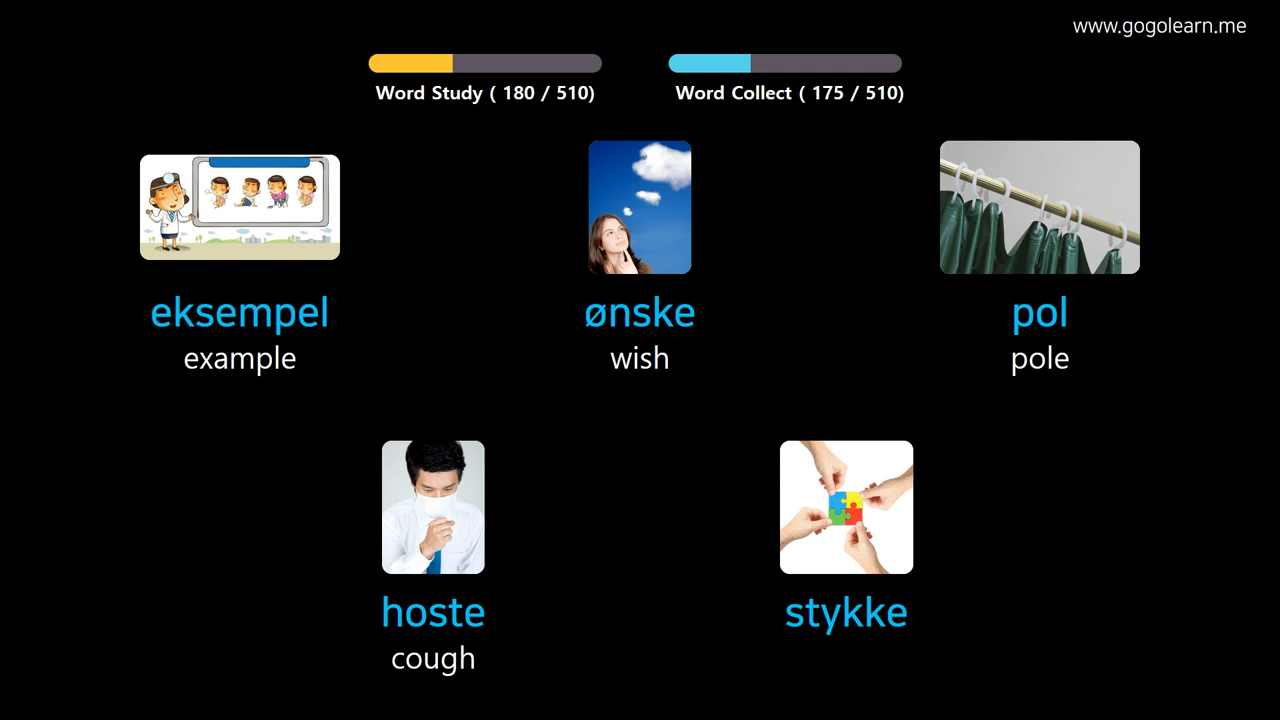 www.gogolearn.me
Word Study ( 180 / 510)
Word Collect ( 175 / 510)
eksempel
example
ønske
wish
pol
pole
hoste
cough
stykke